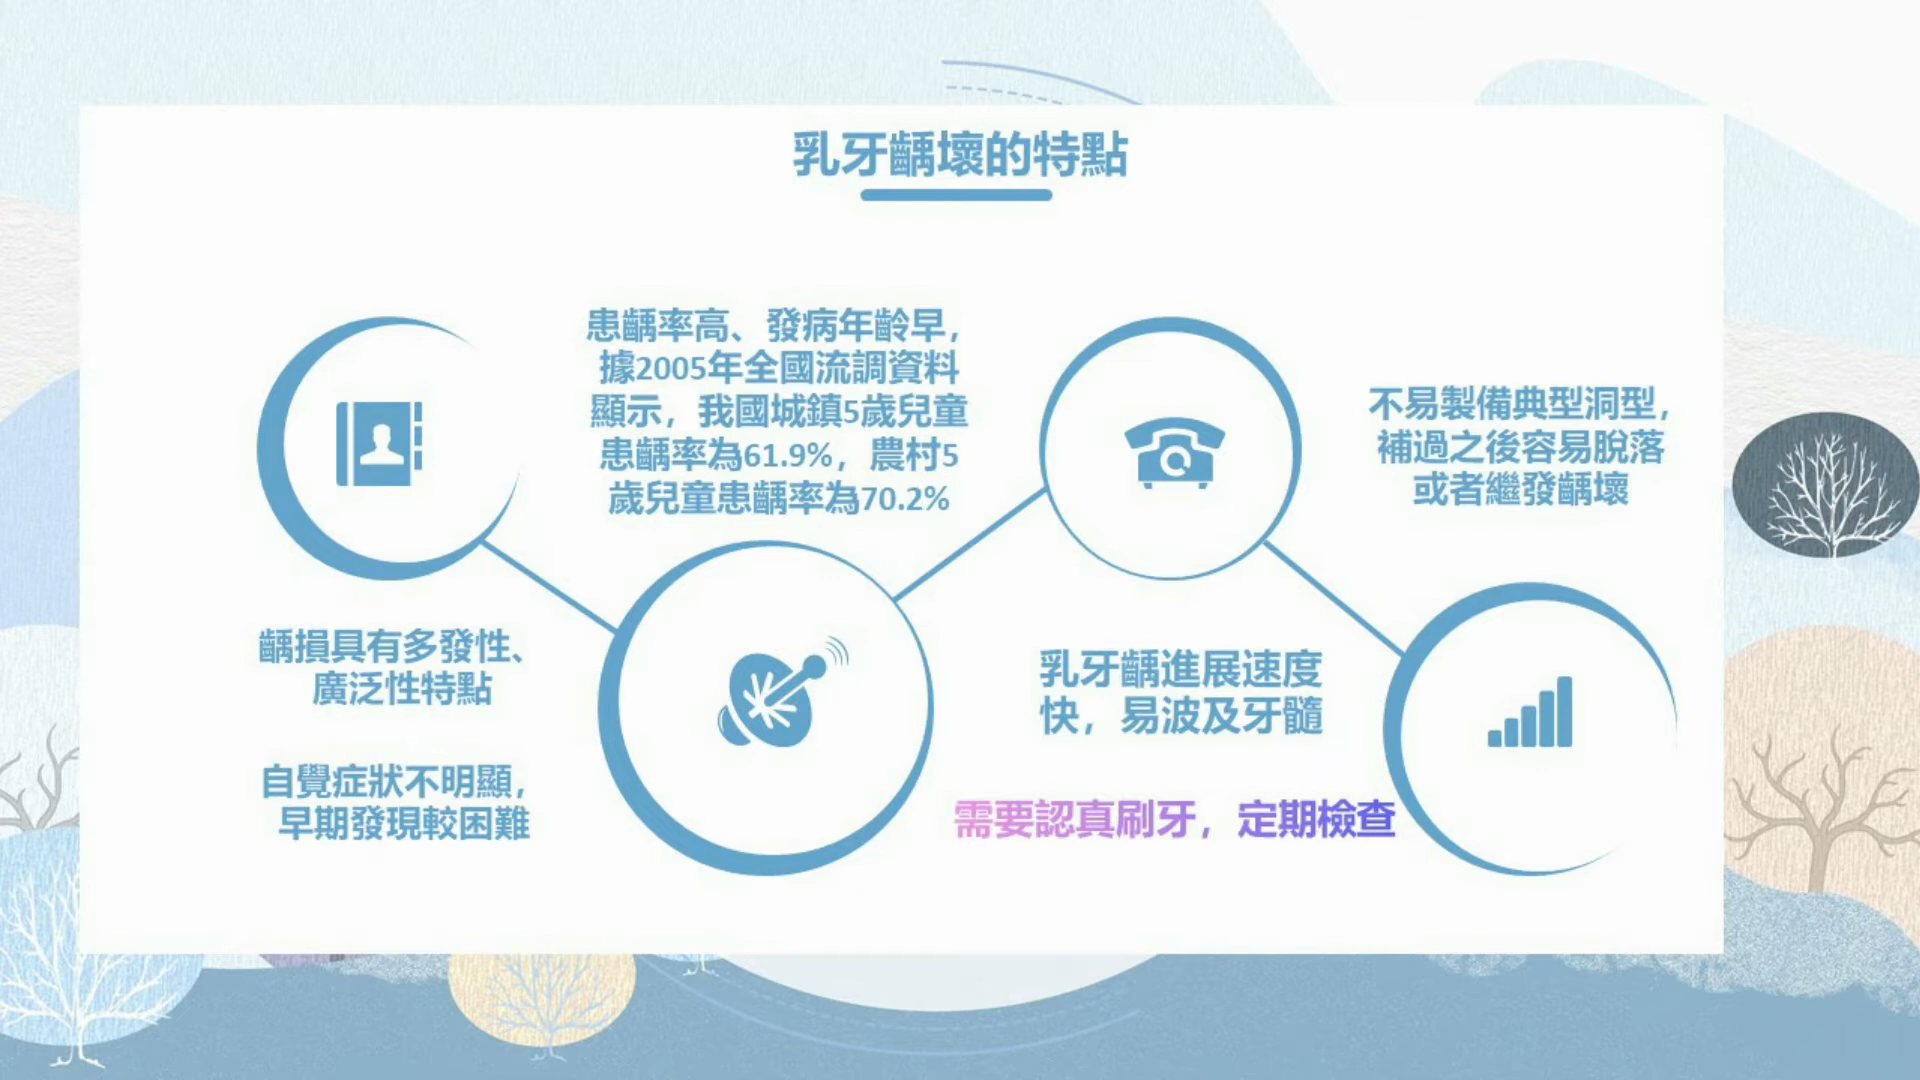 乳牙齲壞的特點
患齲率高、發病年齡早，
據2005年全國流調資料
顯示，我國城鎮5歲兒童
患齲率為61.9%，農村5
歲兒童患齲率為70.2%
不易製備典型洞型，
補過之後容易脫落
或者繼發齲壞
齲損具有多發性、
廣泛性特點
自覺症狀不明顯，
早期發現較困難
乳牙齲進展速度
快，易波及牙髓
需要認真刷牙，定期檢查